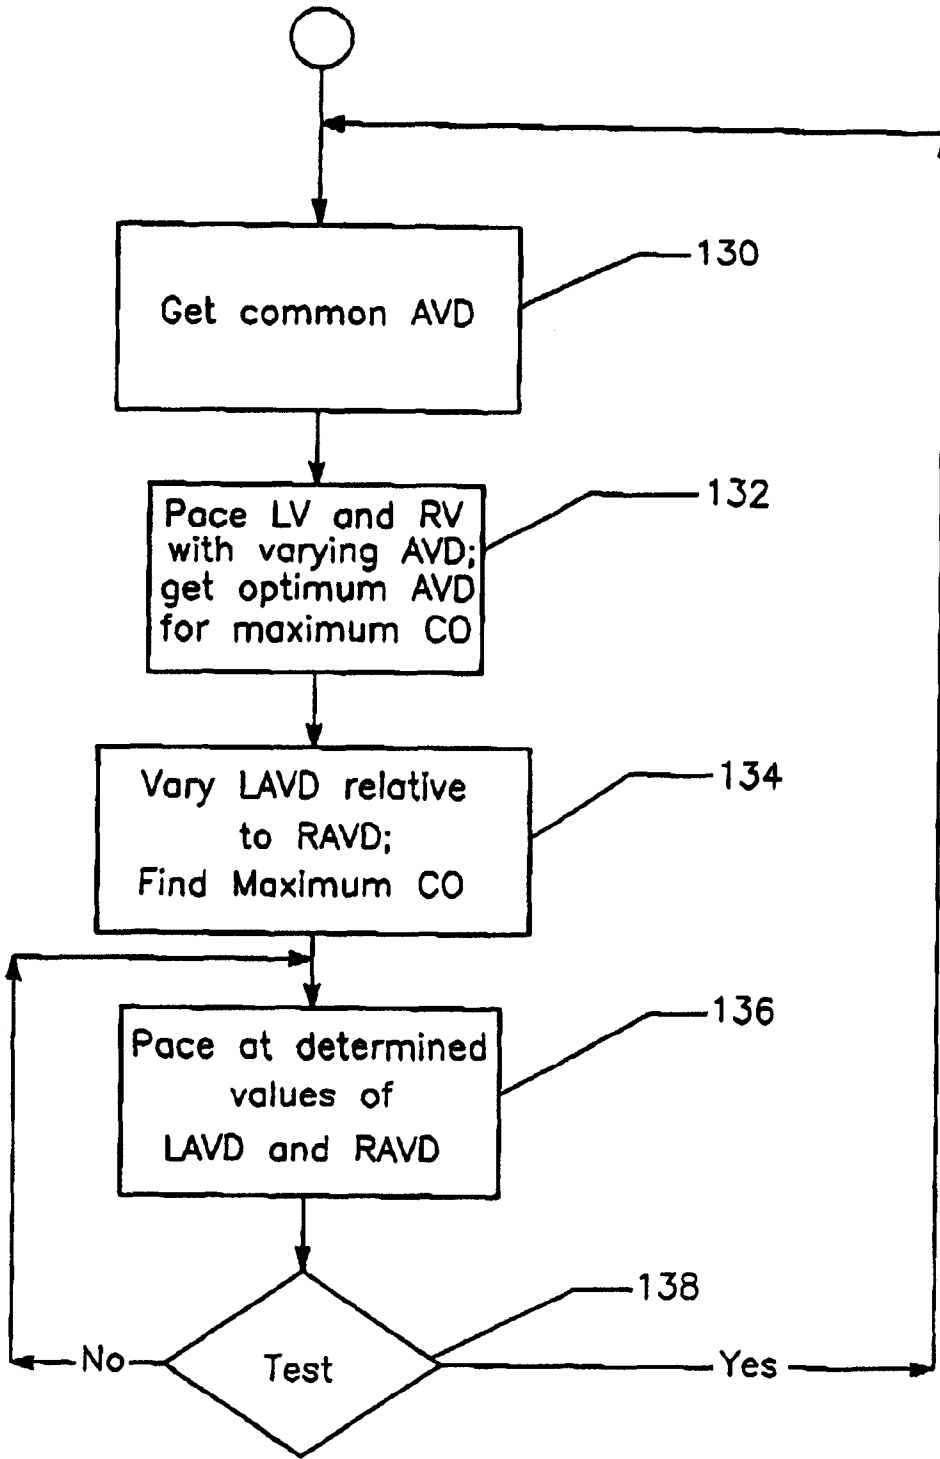 130
Get common AVD
132
Pace LV and RV
with varying AVD;
get optimum AVD
for maximum CO
134
Vary LAVD relative
to RAVD;
Find Maximum CO
136
Pace at determined
values of
LAVD and RAVD
138
No
Test
Yes